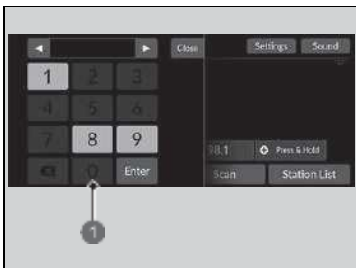 Close Settings Sound
1 2 3
4 5 6
7 8 9
98.1 Press & Hold
0 Enter
Scan Station List
1